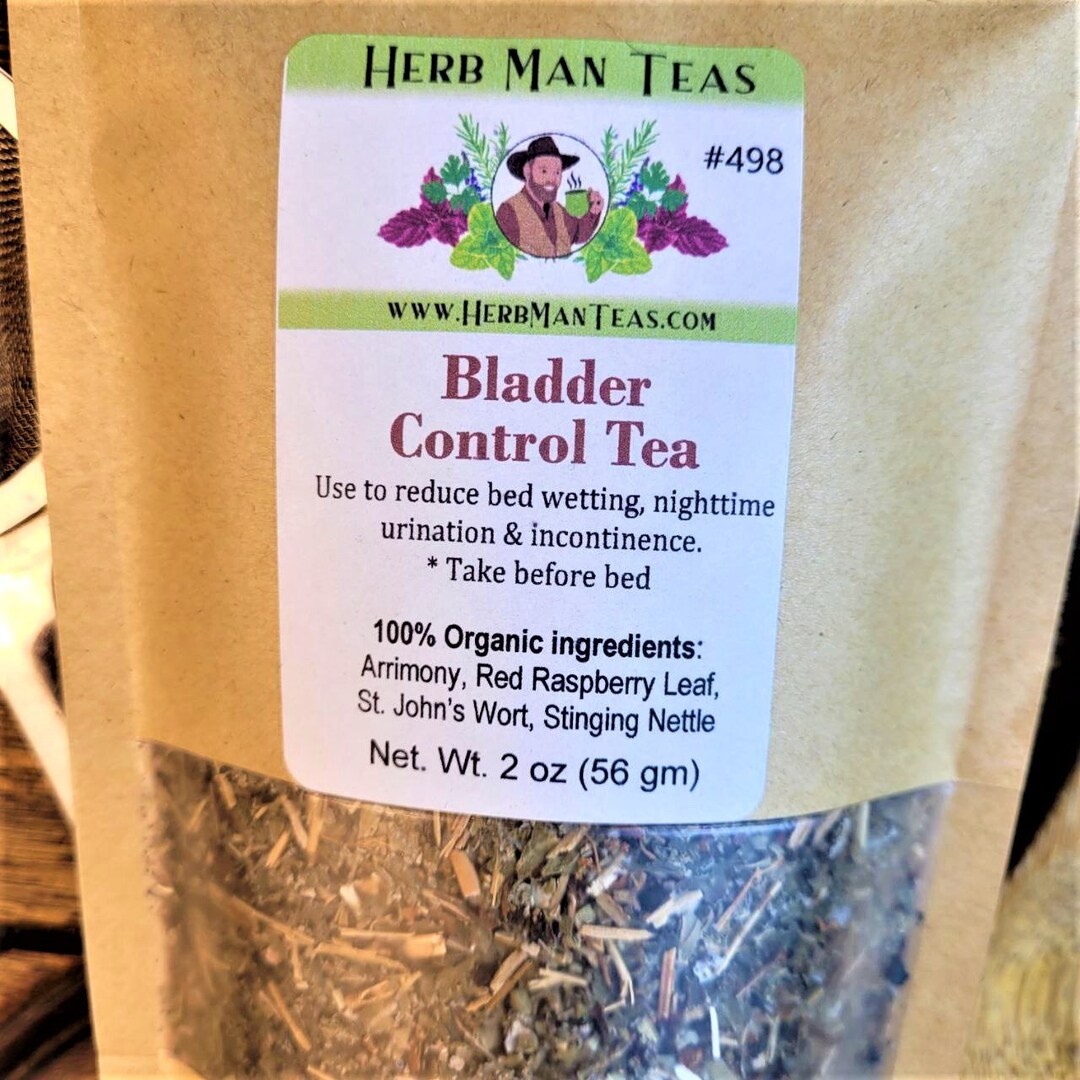 HERB MAN TEAS
#498
WWW.HERBMANTEAS.COM
Bladder
Control Tea
Use to reduce bed wetting, nighttime
urination & incontinence.
* Take before bed
100% Organic ingredients:
Arrimony, Red Raspberry Leaf,
St. John's Wort, Stinging Nettle
Net. Wt. 2 oz (56 gm)